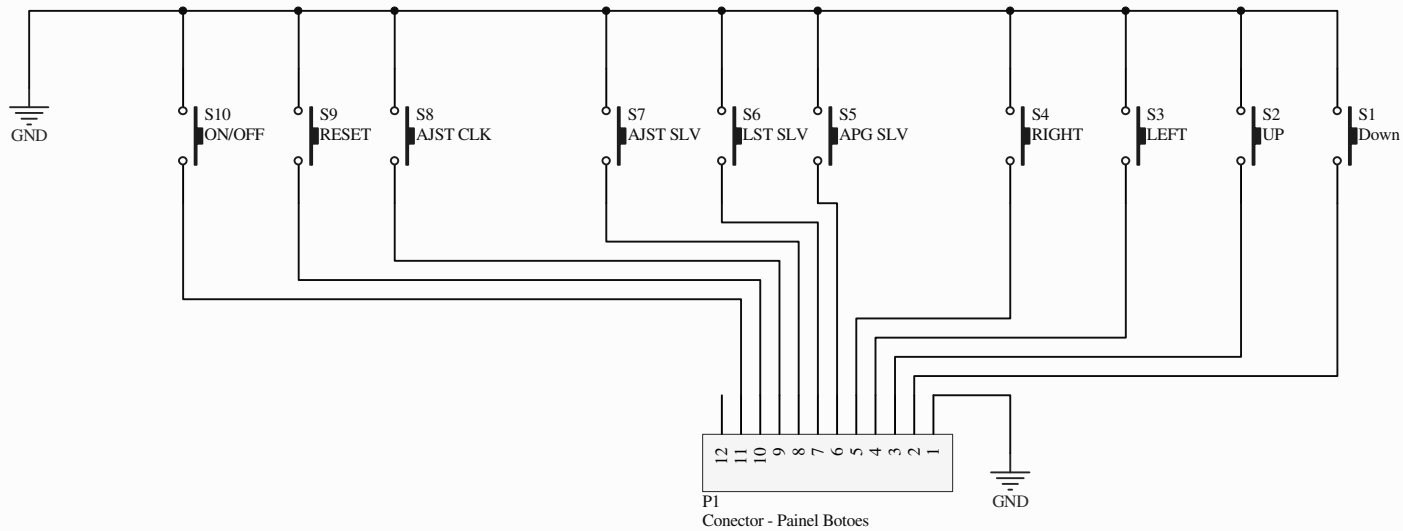 GND
S10
ON/OFF
S9
RESET
S8
AJST CLK
S7
AJST SLV
S6
LST SLV
S5
APG SLV
S4
RIGHT
S3
LEFT
S2
UP
S1
Down
12
11
10
9
8
7
6
5
4
3
2
1
GND
P1
Conector - Painel Botoes